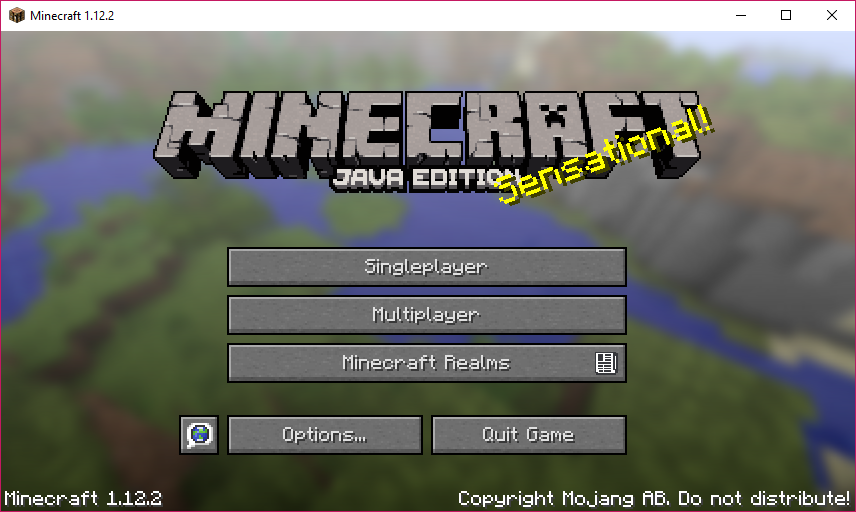 Minecraft 1.12.2
MINECRAFT
JAVA EDITION
Sensational!
Singleplayer
Multiplayer
Minecraft Realms
Options...
Quit Game
Minecraft 1.12.2
Copyright Mojang AB. Do not distribute!